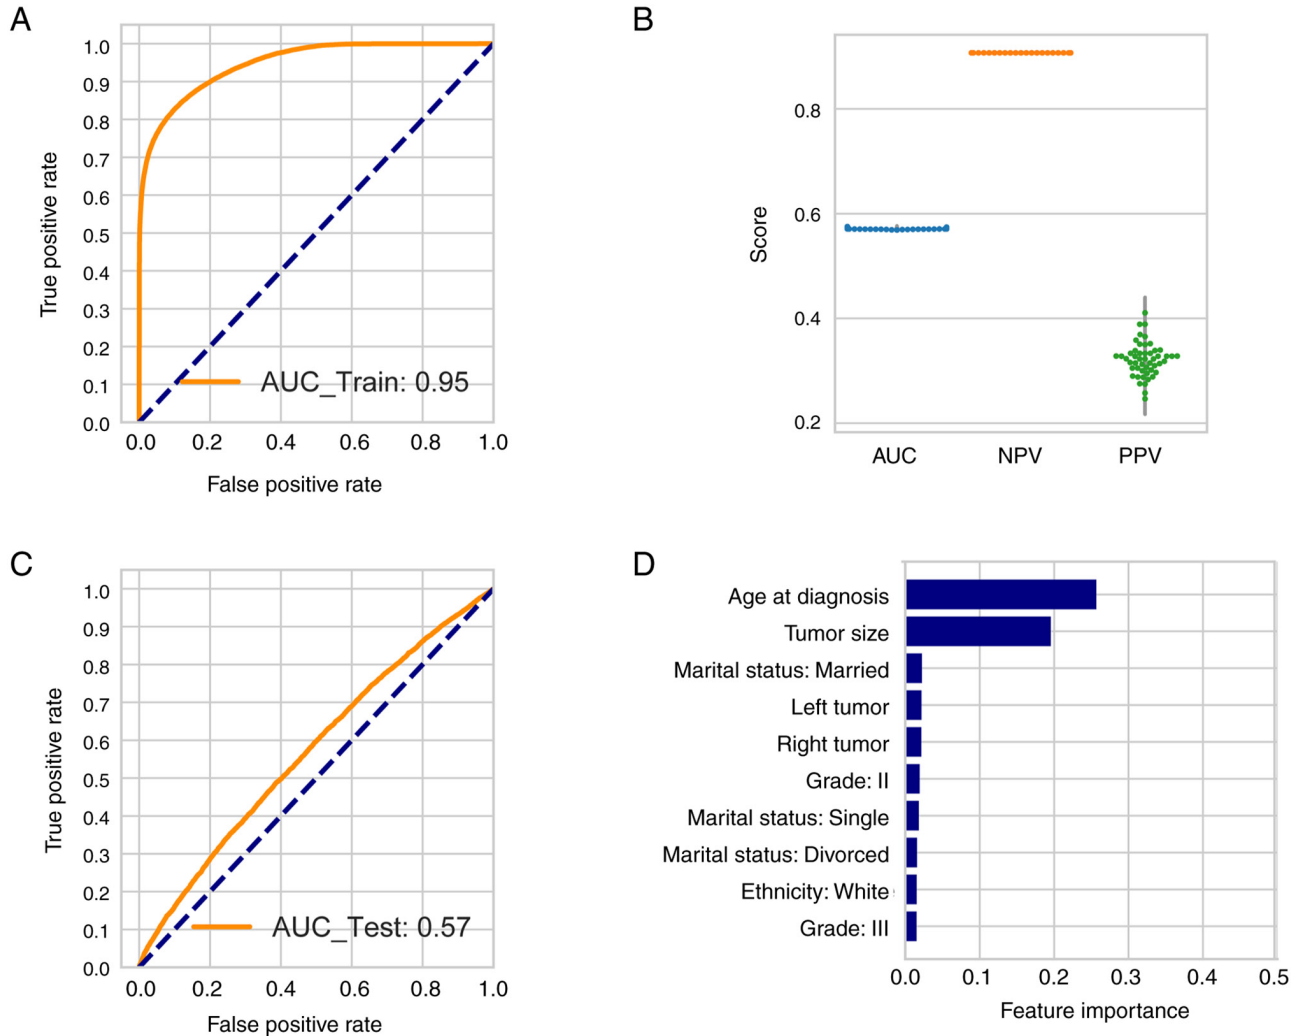 A
1.0
0.9
0.8
0.7
0.6
0.5
0.4
0.3
0.2
0.1
0.0
True positive rate
AUC_Train: 0.95
0.0 0.2 0.4 0.6 0.8 1.0
False positive rate
B
0.8
0.6
0.4
0.2
Score
AUC NPV PPV
C
1.0
0.9
0.8
0.7
0.6
0.5
0.4
0.3
0.2
0.1
0.0
True positive rate
AUC_Test: 0.57
0.0 0.2 0.4 0.6 0.8 1.0
False positive rate
D
Age at diagnosis
Tumor size
Marital status: Married
Left tumor
Right tumor
Grade: II
Marital status: Single
Marital status: Divorced
Ethnicity: White
Grade: III
0.0 0.1 0.2 0.3 0.4 0.5
Feature importance